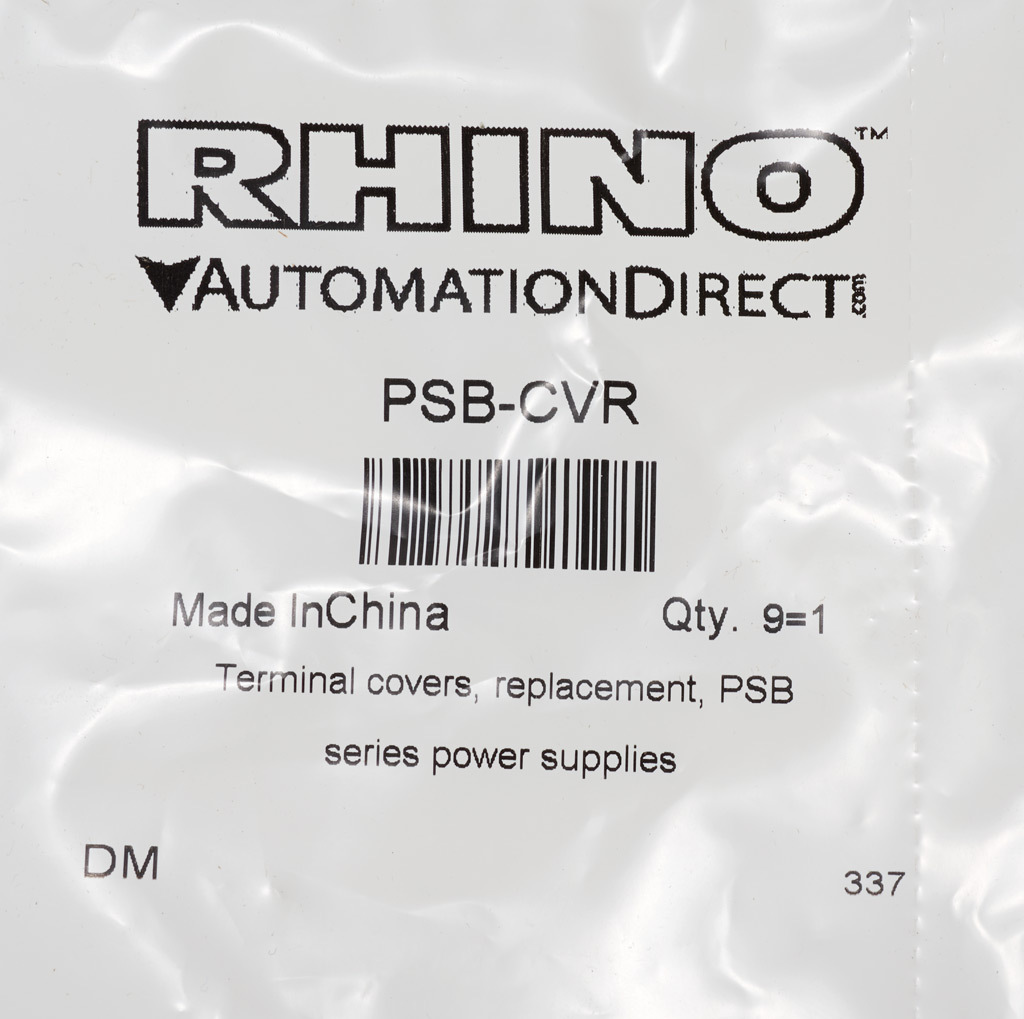 RHINO™
AUTOMATIONDIRECT.com
PSB-CVR
Made InChina Qty. 9=1
Terminal covers, replacement, PSB
series power supplies
DM 337